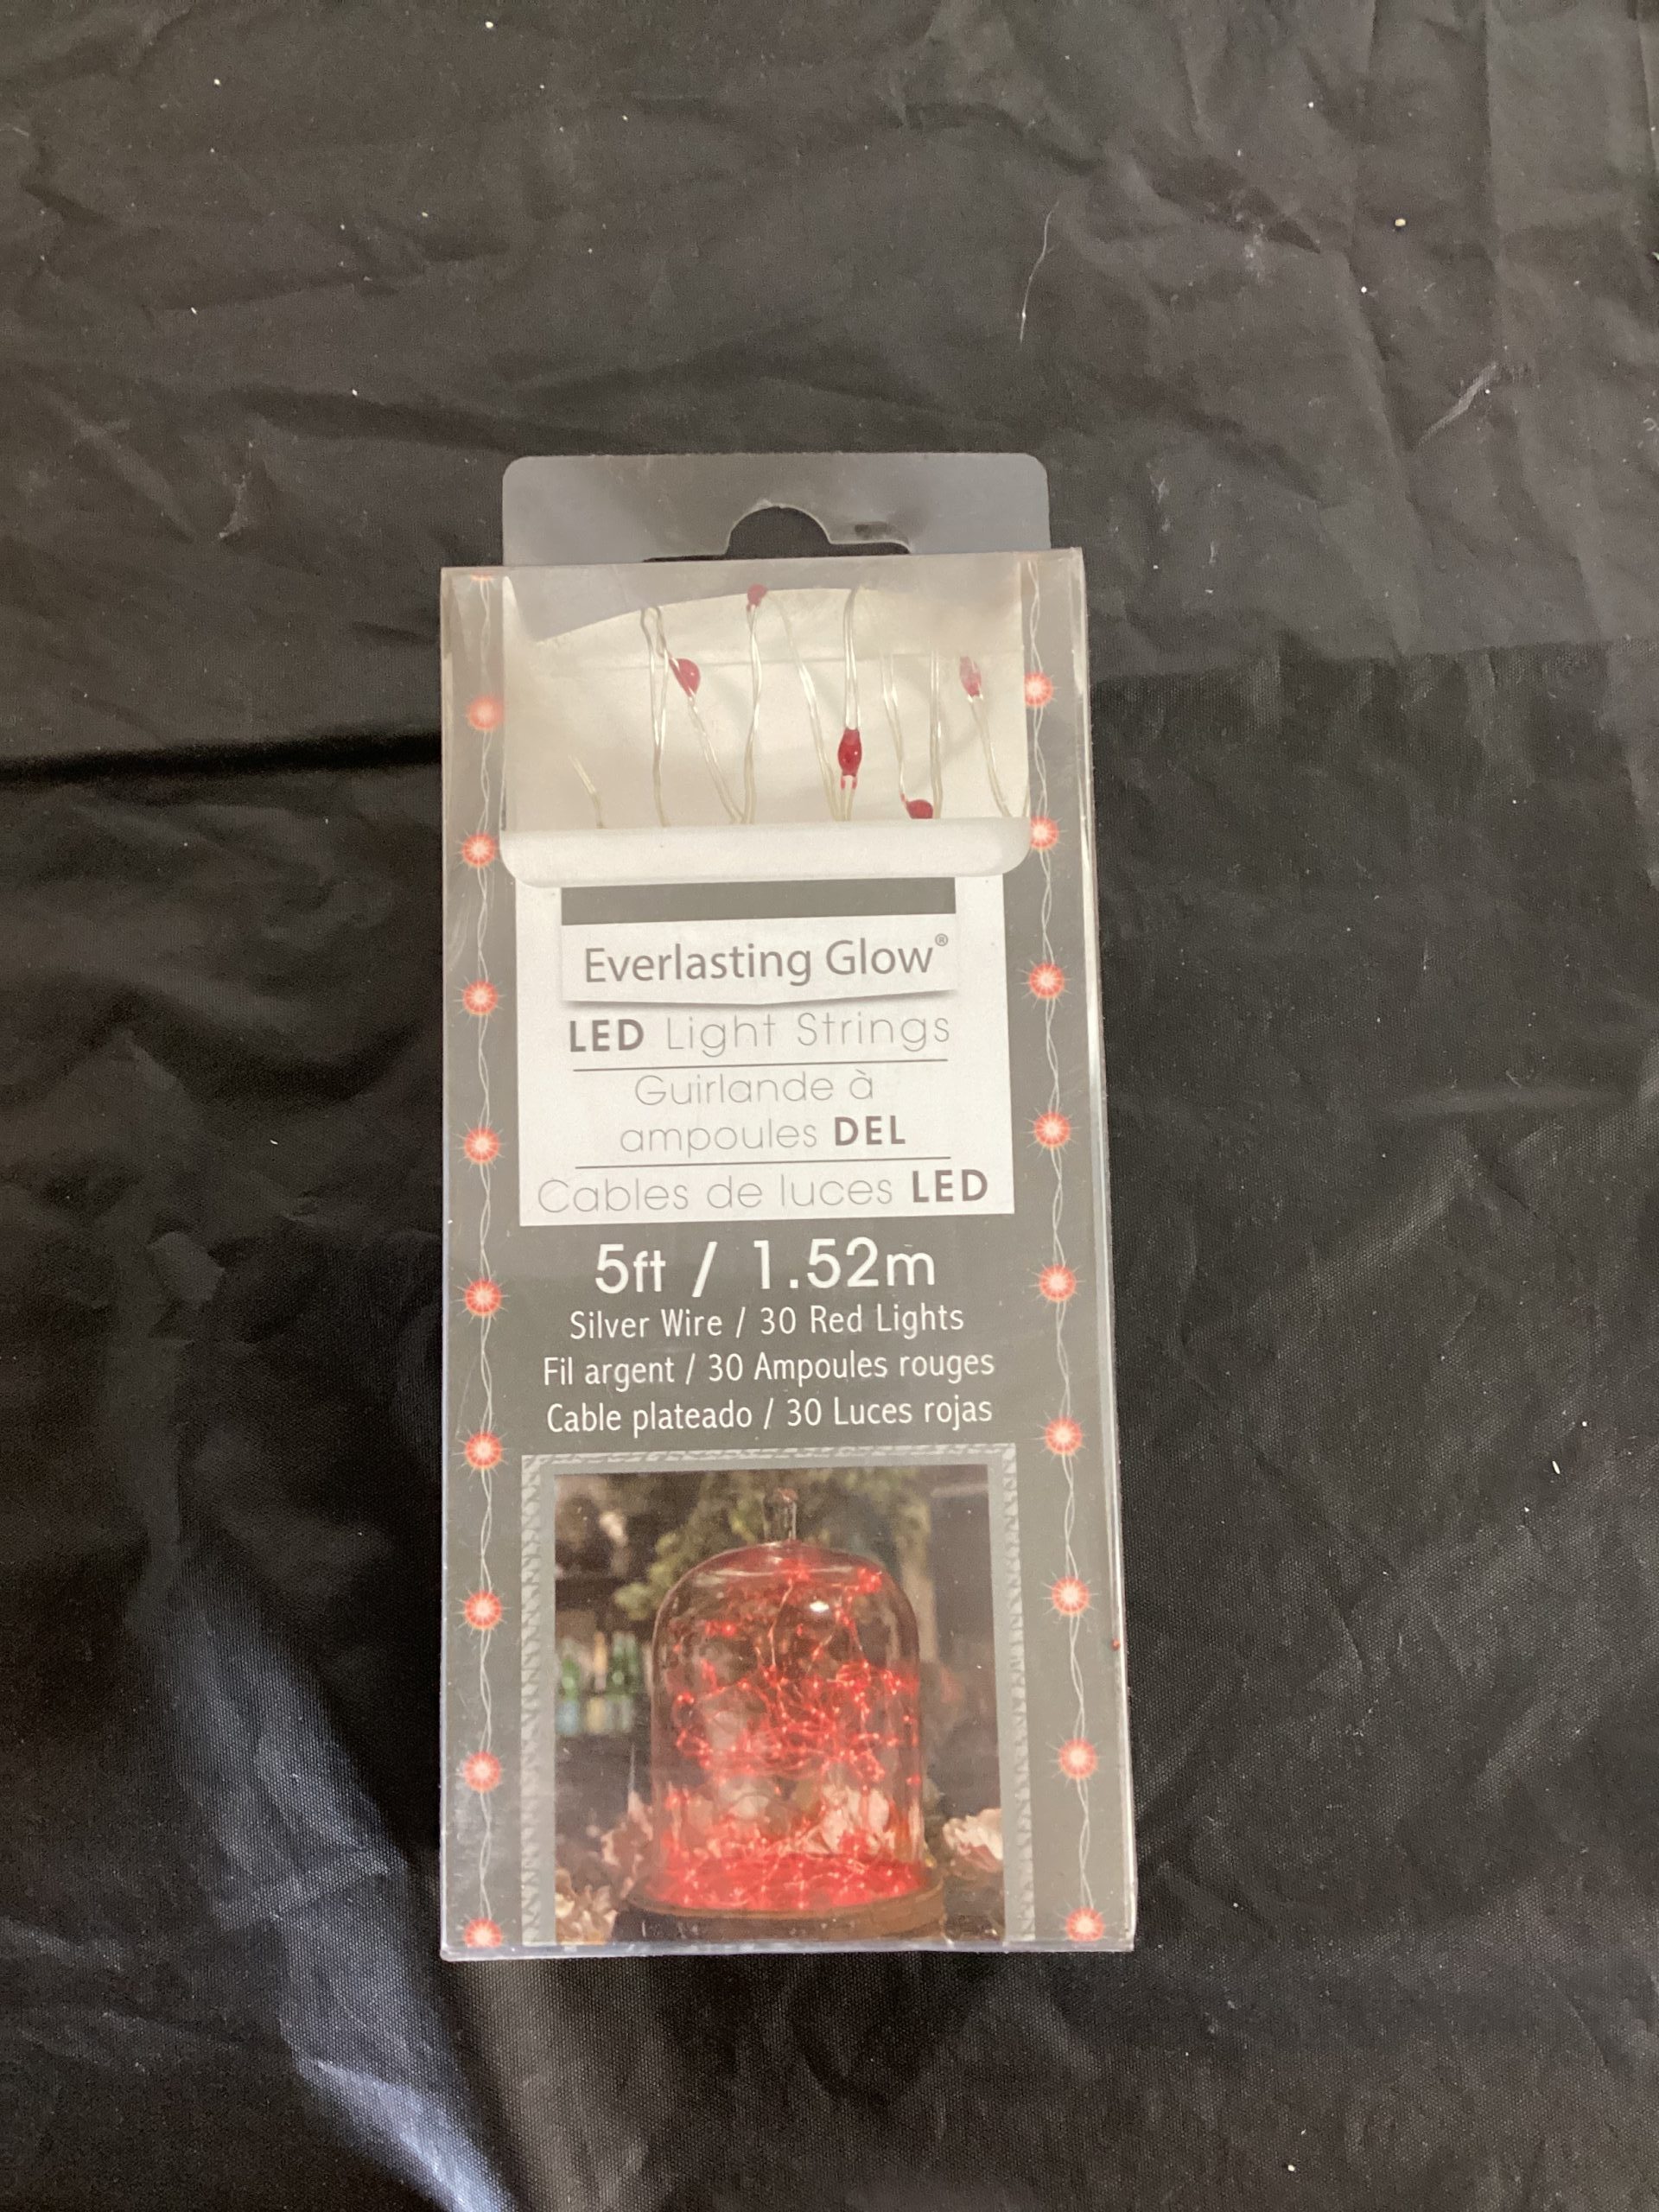 Everlasting Glow®
LED Light Strings
Guirlande à
ampoules DEL
Cables de luces LED
5ft / 1.52m
Silver Wire / 30 Red Lights
Fil argent / 30 Ampoules rouges
Cable plateado / 30 Luces rojas